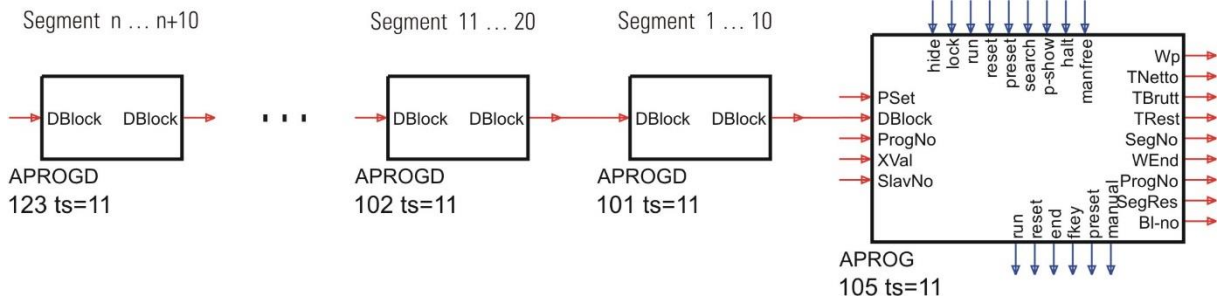 Segment n ... n+10
Segment 11 ... 20
Segment 1 ... 10
DBlock DBlock
APROGD
123 ts=11
. . .
DBlock DBlock
APROGD
102 ts=11
DBlock DBlock
APROGD
101 ts=11
hide
lock
run
reset
preset
search
p-show
halt
manfree
PSet
DBlock
ProgNo
XVal
SlavNo
Wp
TNetto
TBrutt
TRest
SegNo
WEnd
ProgNo
SegRes
Bl-no
run
reset
end
fkey
preset
manual
APROG
105 ts=11